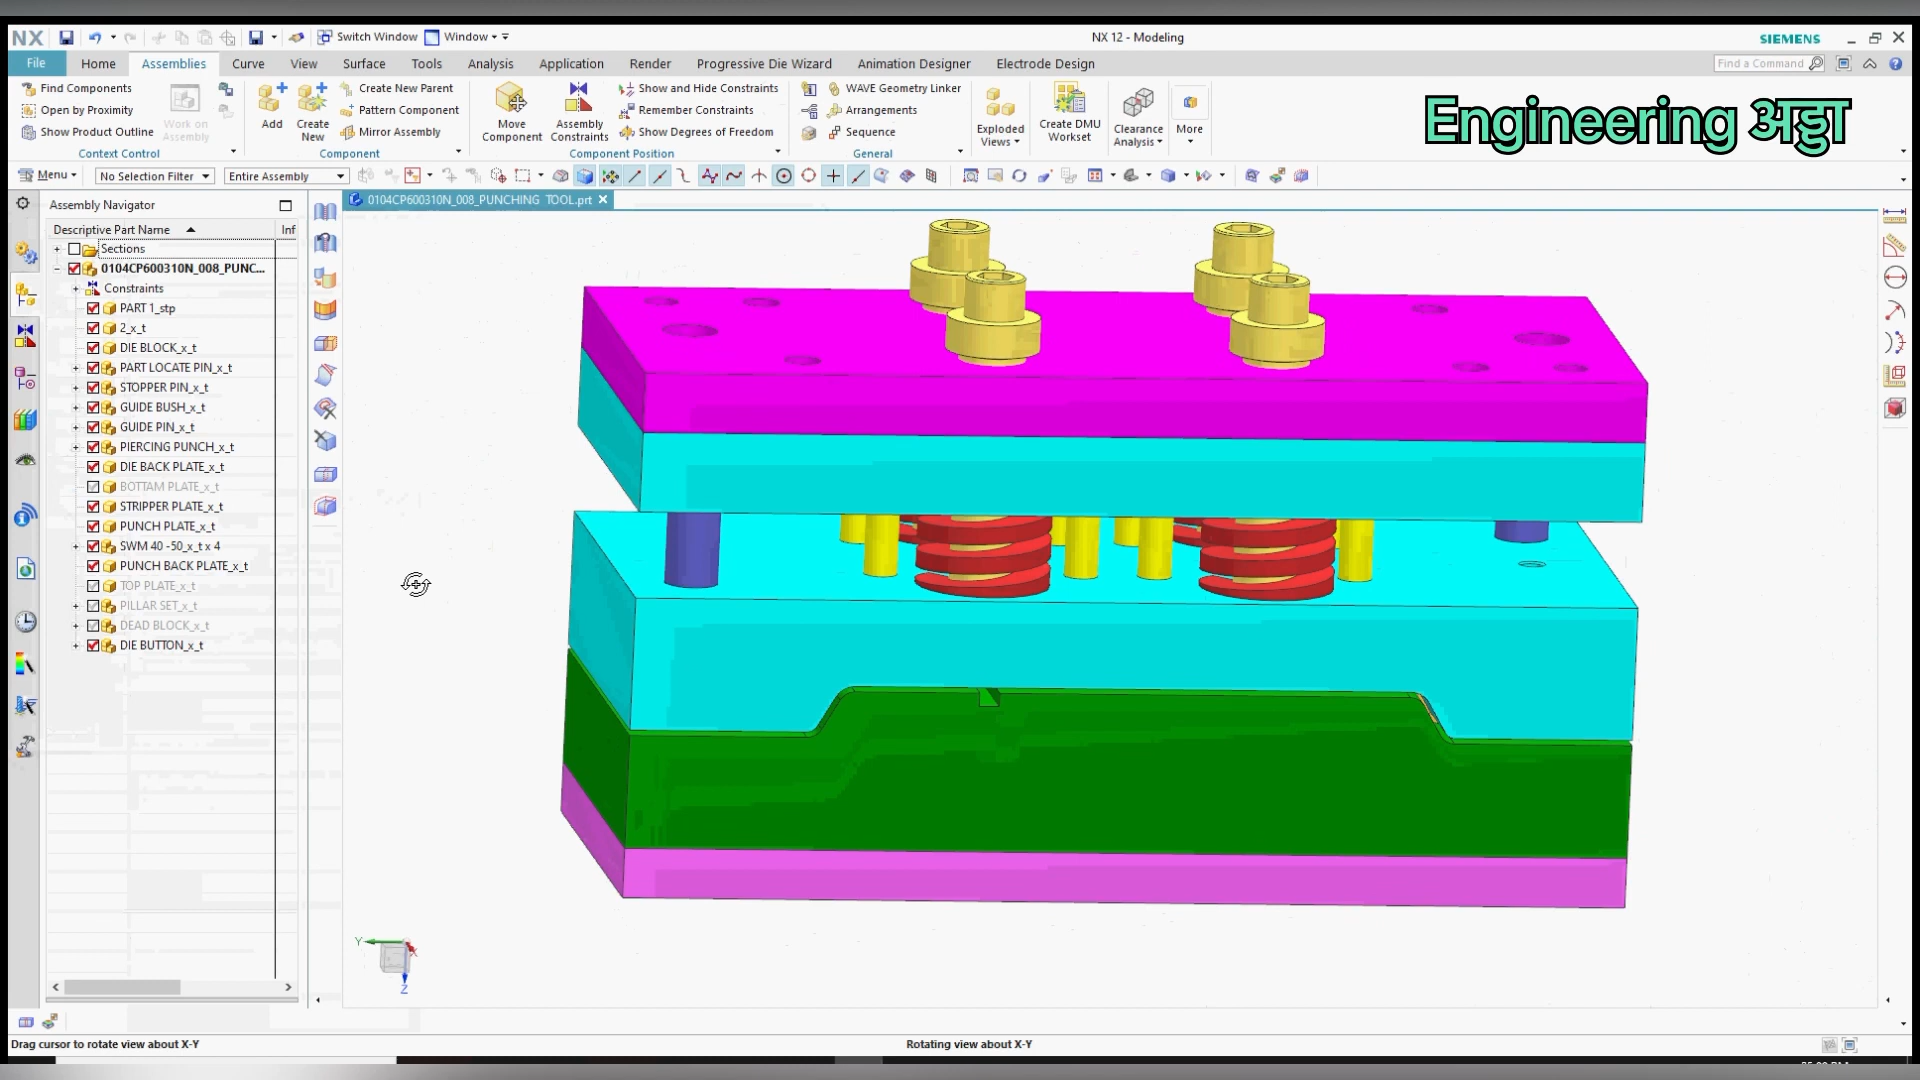 NX
Switch Window
Window
NX 12 - Modeling
SIEMENS
File
Home
Assemblies
Curve
View
Surface
Tools
Analysis
Application
Render
Progressive Die Wizard
Animation Designer
Electrode Design
Find a Command
Find Components
Open by Proximity
Show Product Outline
Work on Assembly
Context Control
Add
Create New
Create New Parent
Pattern Component
Mirror Assembly
Component
Move Component
Assembly Constraints
Show and Hide Constraints
Remember Constraints
Show Degrees of Freedom
Component Position
WAVE Geometry Linker
Arrangements
Sequence
General
Exploded Views
Create DMU Workset
Clearance Analysis
More
Engineering अड्डा
Menu
No Selection Filter
Entire Assembly
Assembly Navigator
0104CP600310N_008_PUNCHING TOOL.prt
Descriptive Part Name
Inf
Sections
0104CP600310N_008_PUNC...
Constraints
PART 1_stp
2_x_t
DIE BLOCK_x_t
PART LOCATE PIN_x_t
STOPPER PIN_x_t
GUIDE BUSH_x_t
GUIDE PIN_x_t
PIERCING PUNCH_x_t
DIE BACK PLATE_x_t
BOTTAM PLATE_x_t
STRIPPER PLATE_x_t
PUNCH PLATE_x_t
SWM 40 -50_x_t x 4
PUNCH BACK PLATE_x_t
TOP PLATE_x_t
PILLAR SET_x_t
DEAD BLOCK_x_t
DIE BUTTON_x_t
Y
X
Z
Drag cursor to rotate view about X-Y
Rotating view about X-Y